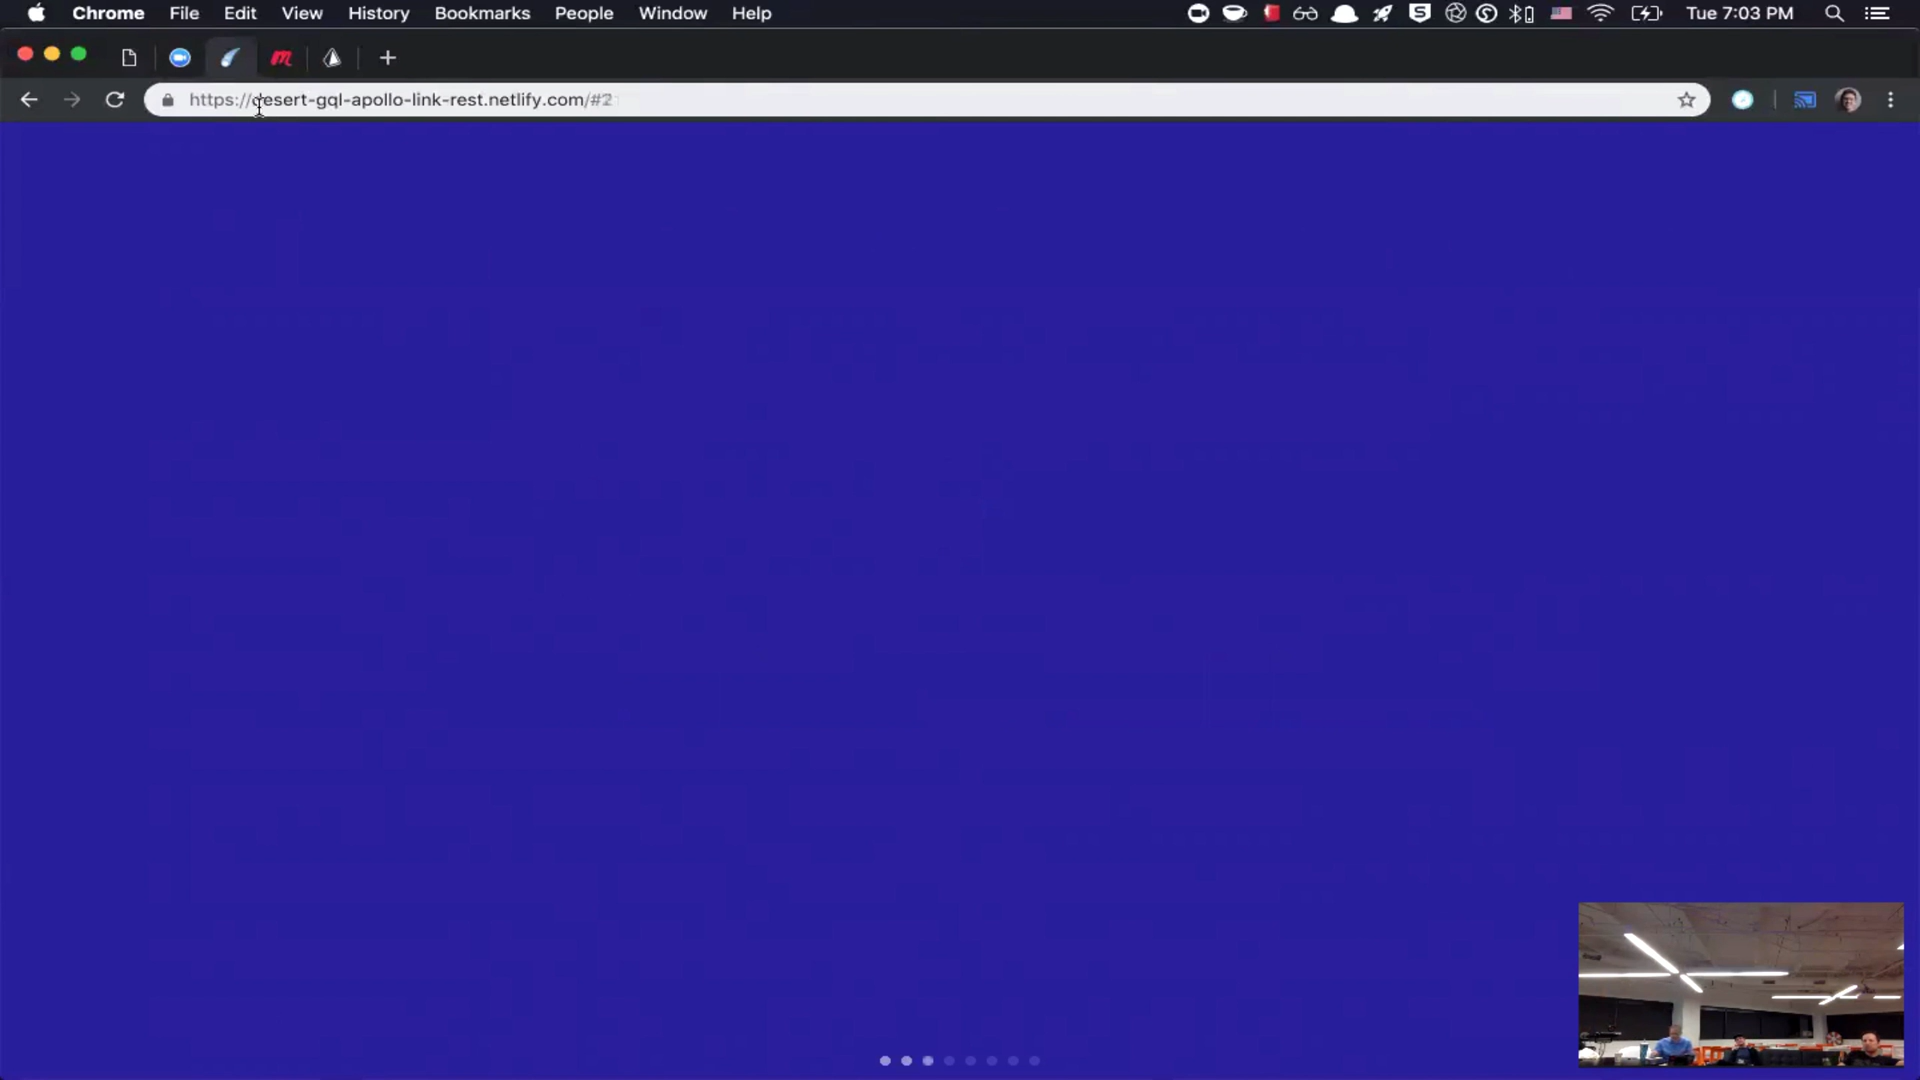 Chrome File Edit View History Bookmarks People Window Help Tue 7:03 PM
https://desert-gql-apollo-link-rest.netlify.com/#2